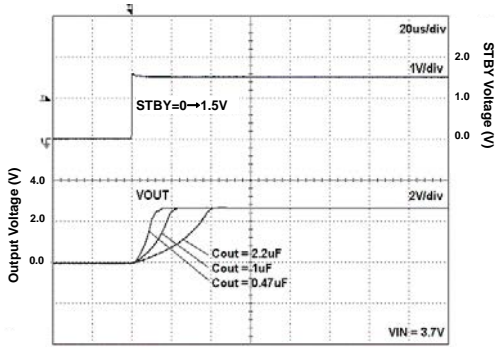 20us/div
1V/div
STBY=0→1.5V
2.0
1.0
0.0
STBY Voltage (V)
4.0
2.0
0.0
Output Voltage (V)
VOUT
2V/div
Cout = 2.2uF
Cout = 1uF
Cout = 0.47uF
VIN = 3.7V